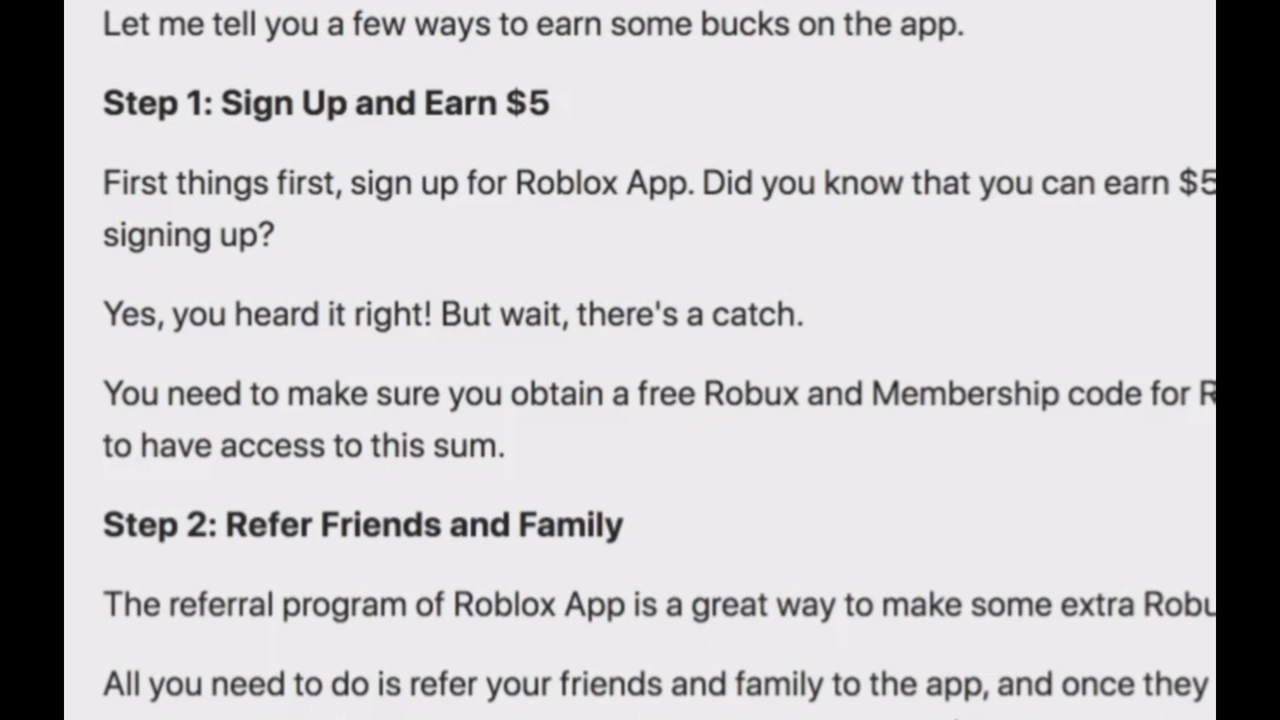 Let me tell you a few ways to earn some bucks on the app.
Step 1: Sign Up and Earn $5
First things first, sign up for Roblox App. Did you know that you can earn $5
signing up?
Yes, you heard it right! But wait, there's a catch.
You need to make sure you obtain a free Robux and Membership code for R
to have access to this sum.
Step 2: Refer Friends and Family
The referral program of Roblox App is a great way to make some extra Robu
All you need to do is refer your friends and family to the app, and once they